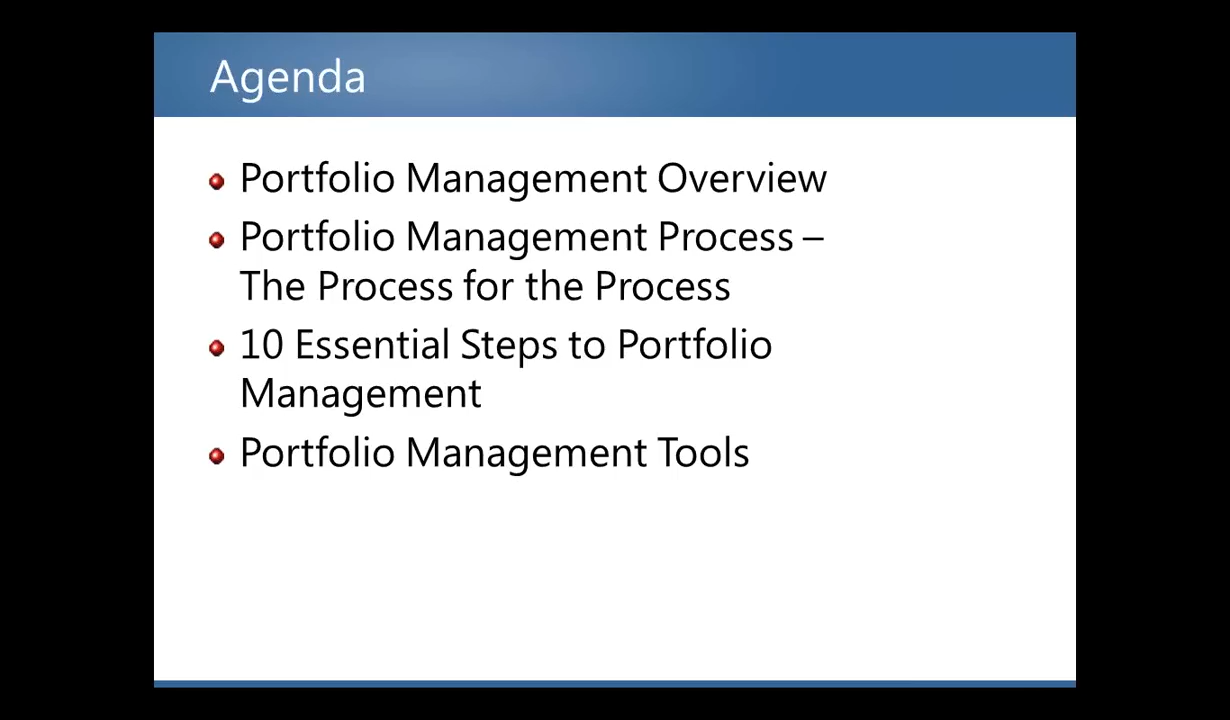 Agenda
Portfolio Management Overview
Portfolio Management Process –
The Process for the Process
10 Essential Steps to Portfolio
Management
Portfolio Management Tools